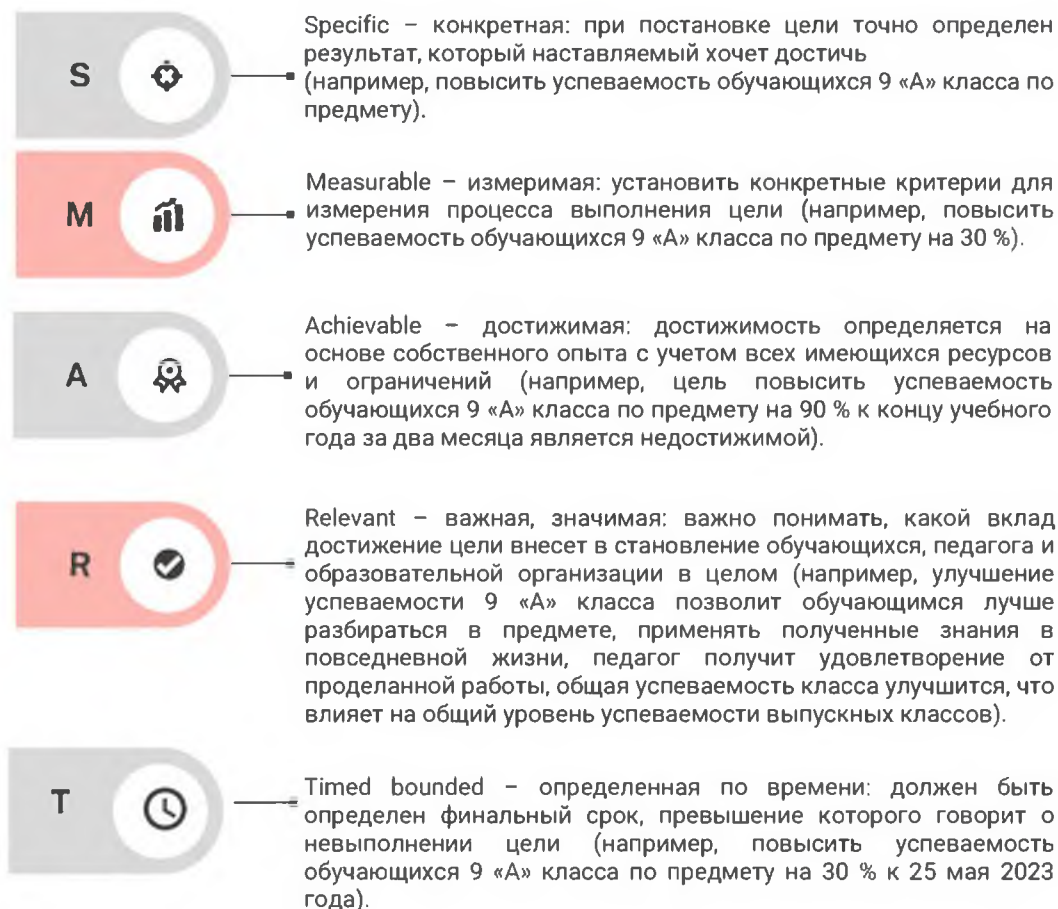 S
Specific – конкретная: при постановке цели точно определен
результат, который наставляемый хочет достичь
(например, повысить успеваемость обучающихся 9 «А» класса по
предмету).
M
Measurable – измеримая: установить конкретные критерии для
измерения процесса выполнения цели (например, повысить
успеваемость обучающихся 9 «А» класса по предмету на 30 %).
A
Achievable – достижимая: достижимость определяется на
основе собственного опыта с учетом всех имеющихся ресурсов
и ограничений (например, цель повысить успеваемость
обучающихся 9 «А» класса по предмету на 90 % к концу учебного
года за два месяца является недостижимой).
R
Relevant – важная, значимая: важно понимать, какой вклад
достижение цели внесет в становление обучающихся, педагога и
образовательной организации в целом (например, улучшение
успеваемости 9 «А» класса позволит обучающимся лучше
разбираться в предмете, применять полученные знания в
повседневной жизни, педагог получит удовлетворение от
проделанной работы, общая успеваемость класса улучшится, что
влияет на общий уровень успеваемости выпускных классов).
T
Timed bounded – определенная по времени: должен быть
определен финальный срок, превышение которого говорит о
невыполнении цели (например, повысить успеваемость
обучающихся 9 «А» класса по предмету на 30 % к 25 мая 2023
года).